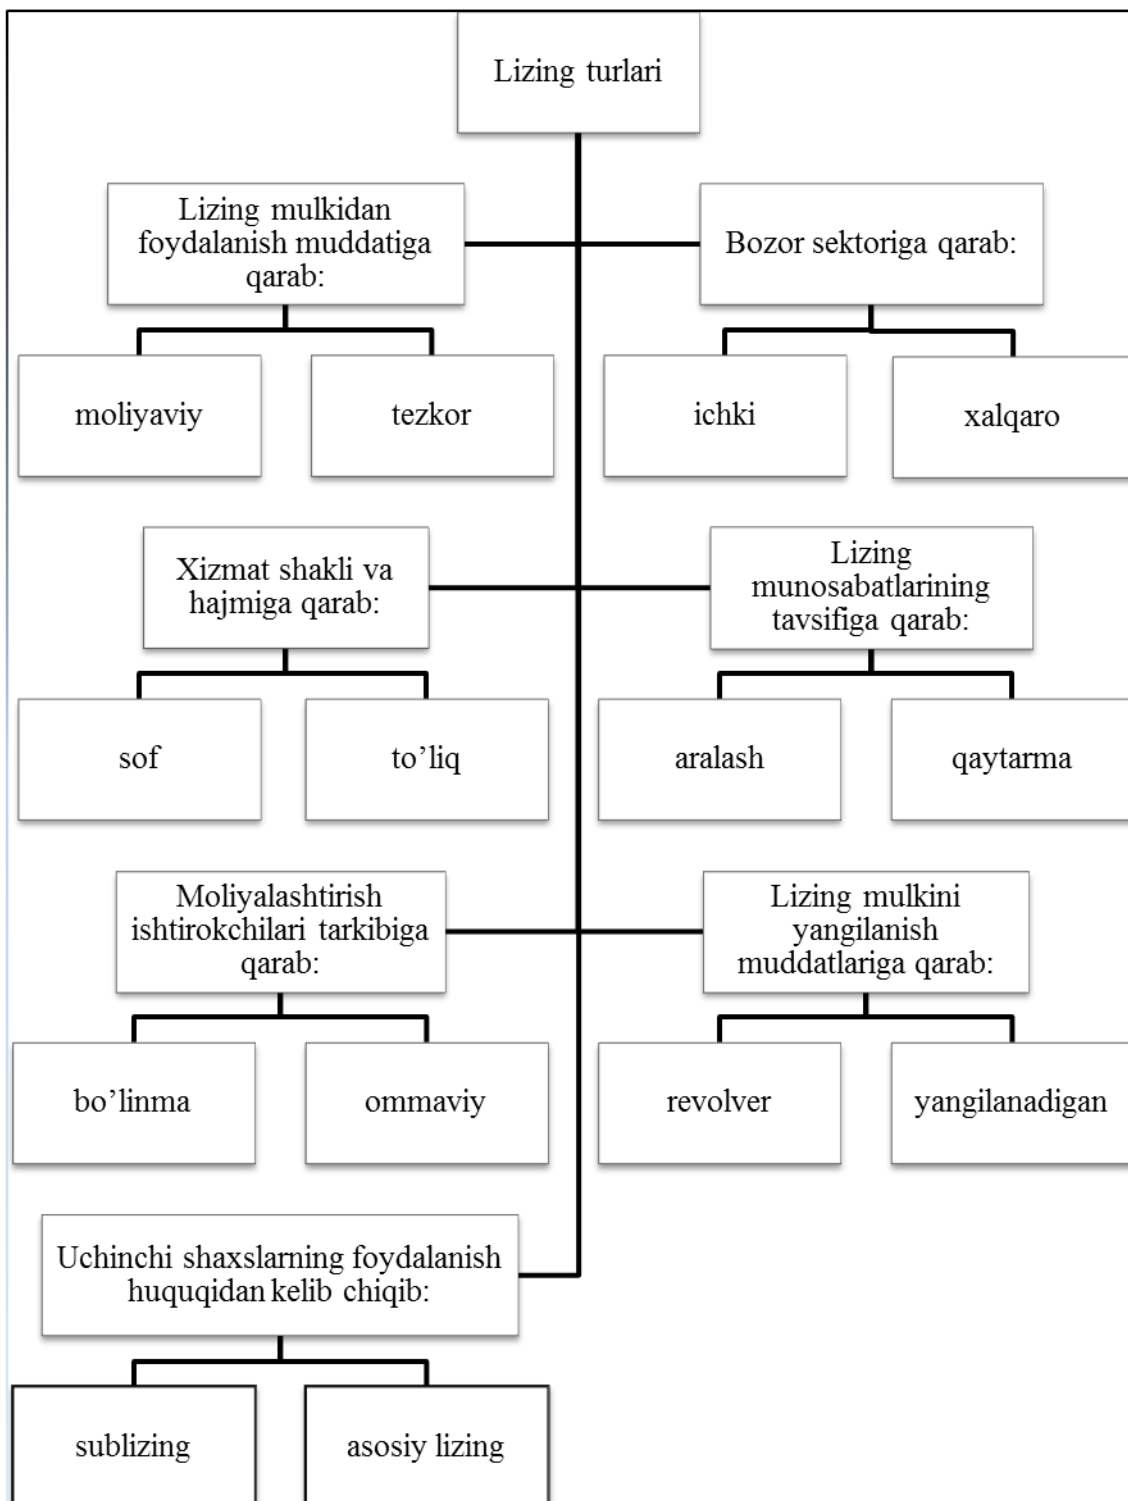 Lizing turlari
Lizing mulkidan
foydalanish muddatiga
qarab:
Bozor sektoriga qarab:
moliyaviy
tezkor
ichki
xalqaro
Xizmat shakli va
hajmiga qarab:
Lizing
munosabatlarining
tavsifiga qarab:
sof
to’liq
aralash
qaytarma
Moliyalashtirish
ishtirokchilari tarkibiga
qarab:
Lizing mulkini
yangilanish
muddatlariga qarab:
bo’linma
ommaviy
revolver
yangilanadigan
Uchinchi shaxslarning foydalanish
huquqidan kelib chiqib:
sublizing
asosiy lizing